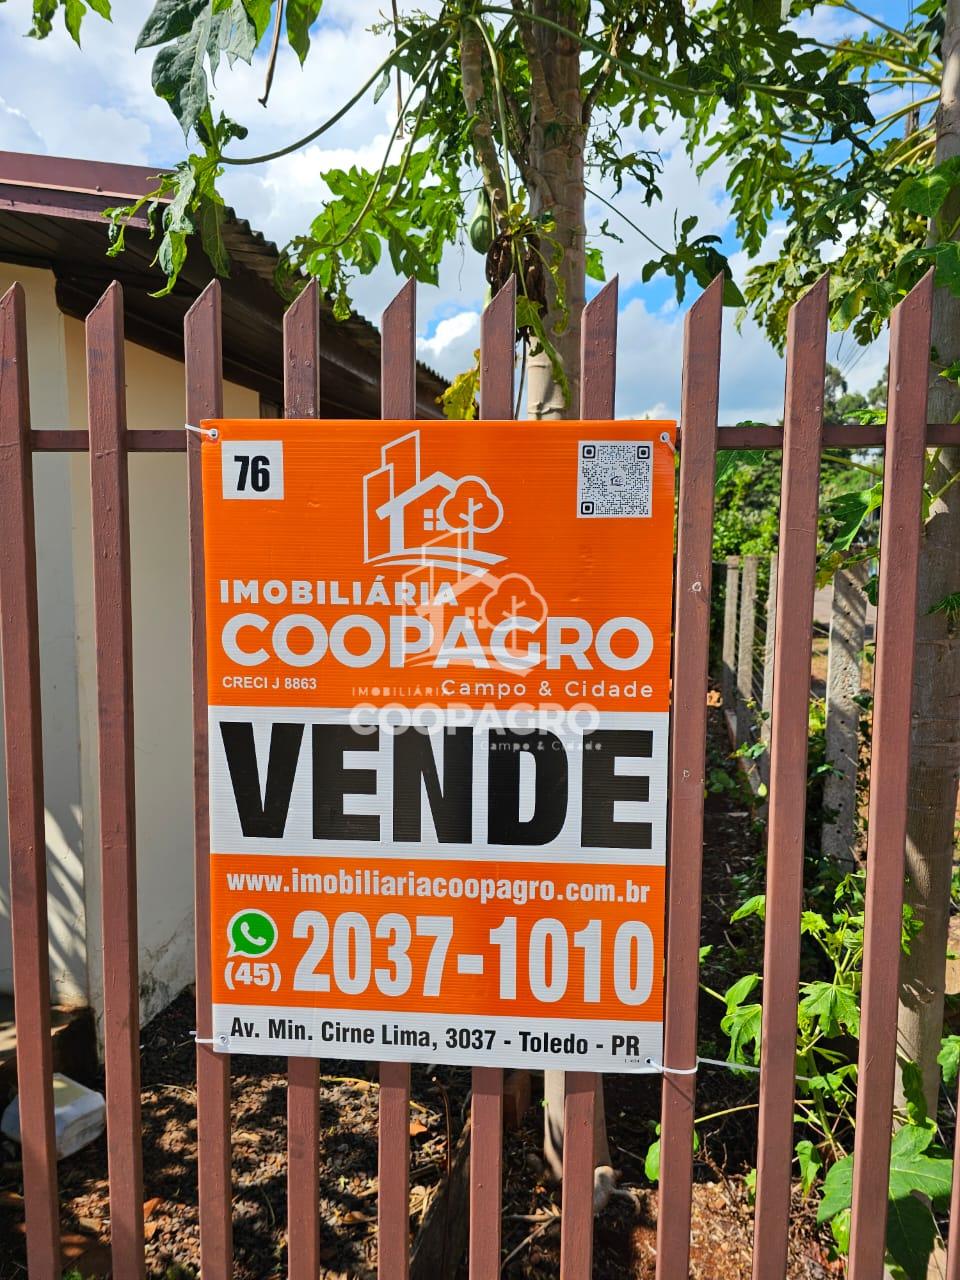 76
IMOBILIÁRIA
COOPAGRO
CRECI J 8863
Campo & Cidade
IMOBILIÁRIA
COOPAGRO
Campo & Cidade
VENDE
www.imobiliariacoopagro.com.br
(45) 2037-1010
Av. Min. Cirne Lima, 3037 - Toledo - PR